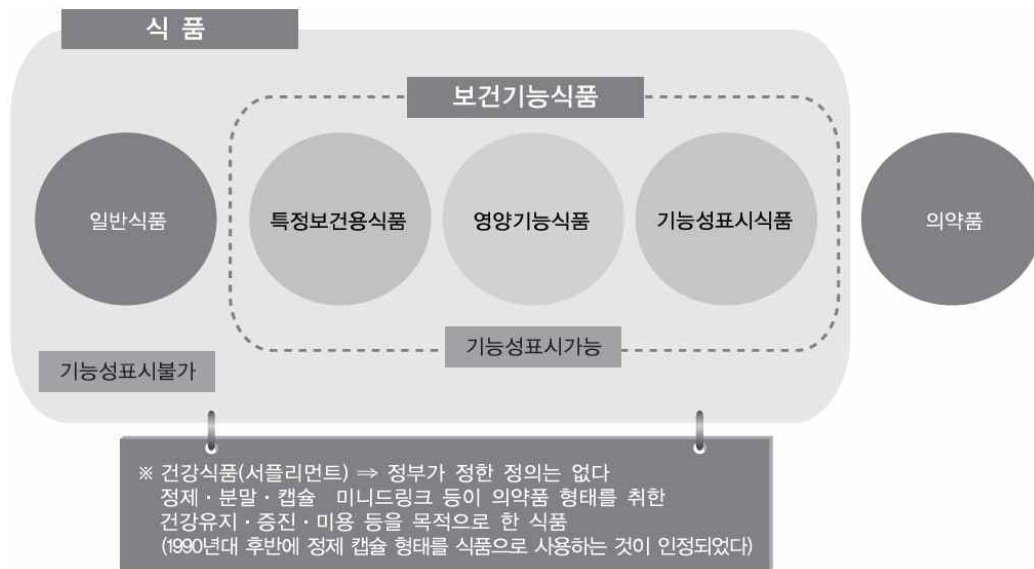 식 품
보건기능식품
일반식품
특정보건용식품
영양기능식품
기능성표시식품
의약품
기능성표시가능
기능성표시불가
※ 건강식품(서플리먼트) ⇒ 정부가 정한 정의는 없다
정제·분말·캡슐 미니드링크 등이 의약품 형태를 취한
건강유지·증진·미용 등을 목적으로 한 식품
(1990년대 후반에 정제 캡슐 형태를 식품으로 사용하는 것이 인정되었다)